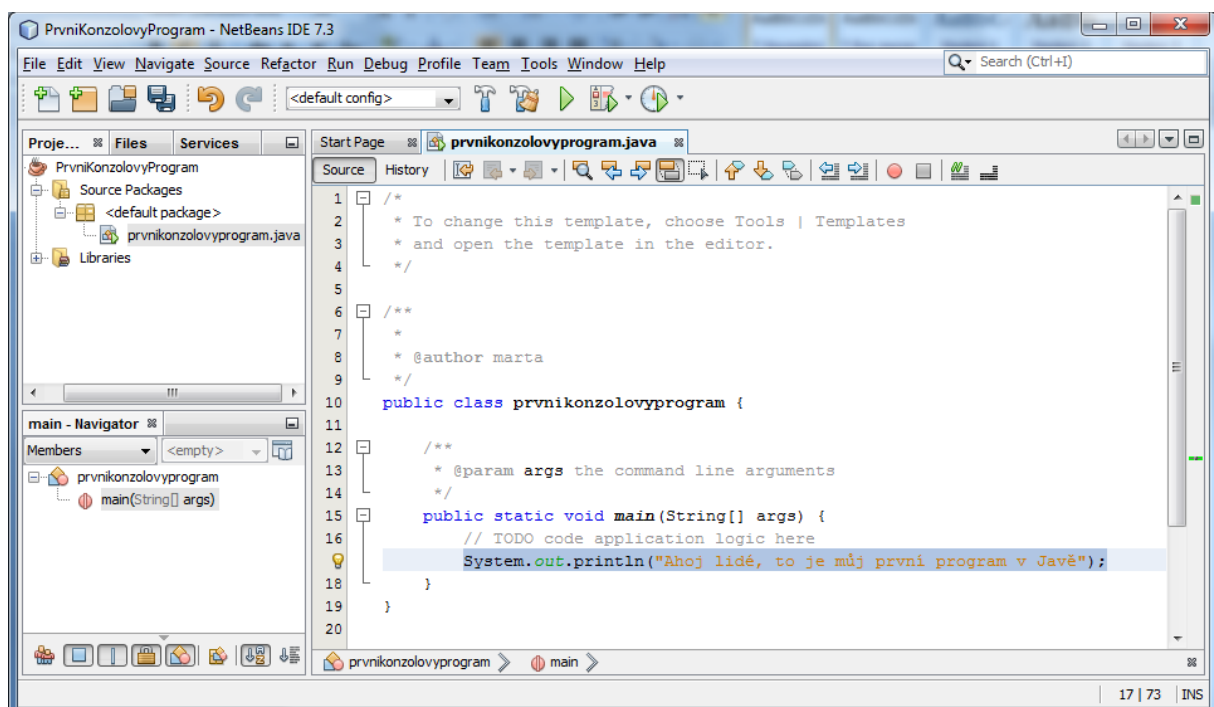 PrvniKonzolovyProgram - NetBeans IDE 7.3
File Edit View Navigate Source Refactor Run Debug Profile Team Tools Window Help
Search (Ctrl+I)
<default config>
Proje... Files Services
PrvniKonzolovyProgram
Source Packages
<default package>
prvnikonzolovyprogram.java
Libraries
main - Navigator
Members <empty>
prvnikonzolovyprogram
main(String[] args)
Start Page prvnikonzolovyprogram.java
Source History
1 /*
2 * To change this template, choose Tools | Templates
3 * and open the template in the editor.
4 */
5
6 /**
7 *
8 * @author marta
9 */
10 public class prvnikonzolovyprogram {
11
12 /**
13 * @param args the command line arguments
14 */
15 public static void main(String[] args) {
16 // TODO code application logic here
System.out.println("Ahoj lidé, to je můj první program v Javě");
18 }
19 }
20
prvnikonzolovyprogram main
17 | 73 INS